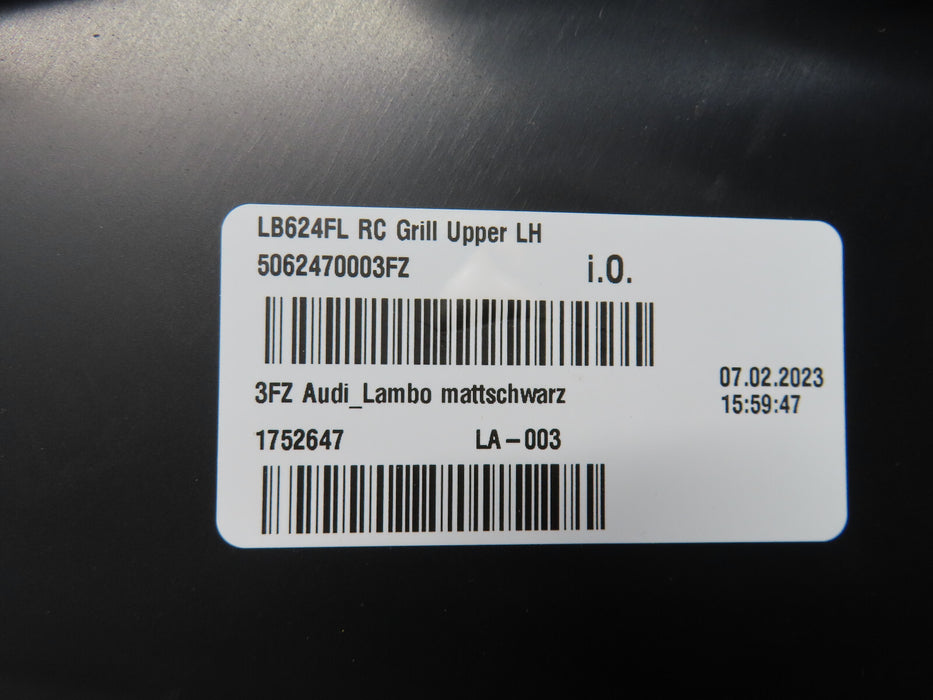 LB624FL RC Grill Upper LH
5062470003FZ
i.O.
3FZ Audi_Lambo mattschwarz
07.02.2023
15:59:47
1752647
LA-003